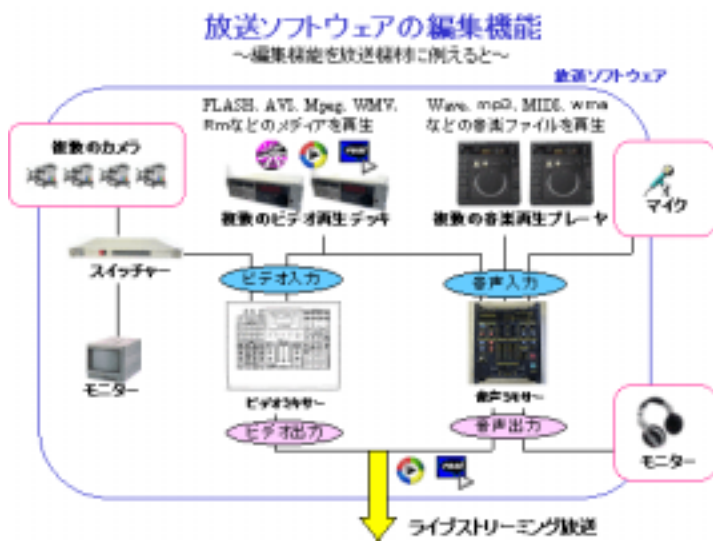 放送ソフトウェアの編集機能
～編集機能を放送機材に例えると～
放送ソフトウェア
FLASH、AVI、Mpeg、WMV、
Rmなどのメディアを再生
Wave、mp3、MIDI、wma
などの音楽ファイルを再生
複数のカメラ
複数のビデオ再生デッキ
複数の音楽再生プレーヤ
マイク
スイッチャー
ビデオ入力
音声入力
モニター
ビデオミキサー
音声ミキサー
ビデオ出力
音声出力
モニター
real
ライブストリーミング放送